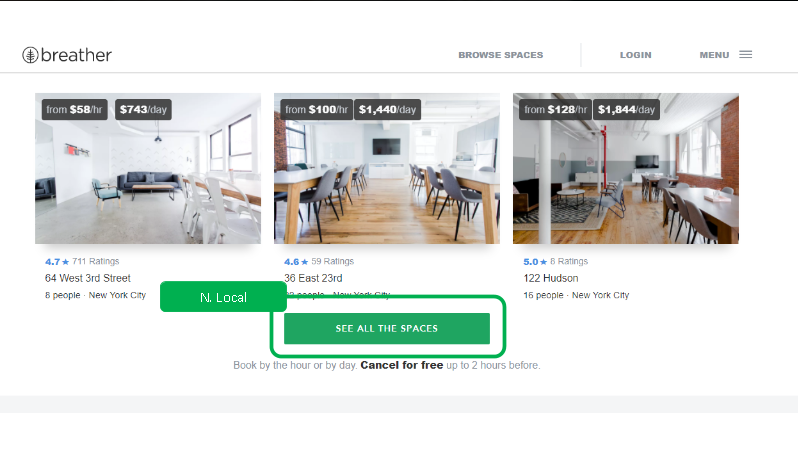 breather
BROWSE SPACES
LOGIN
MENU
from $58/hr $743/day
from $100/hr $1,440/day
from $128/hr $1,844/day
4.7★ 711 Ratings
64 West 3rd Street
8 people · New York City
4.6★ 59 Ratings
36 East 23rd
people · New York City
5.0★ 8 Ratings
122 Hudson
16 people · New York City
N. Local
SEE ALL THE SPACES
Book by the hour or by day. Cancel for free up to 2 hours before.